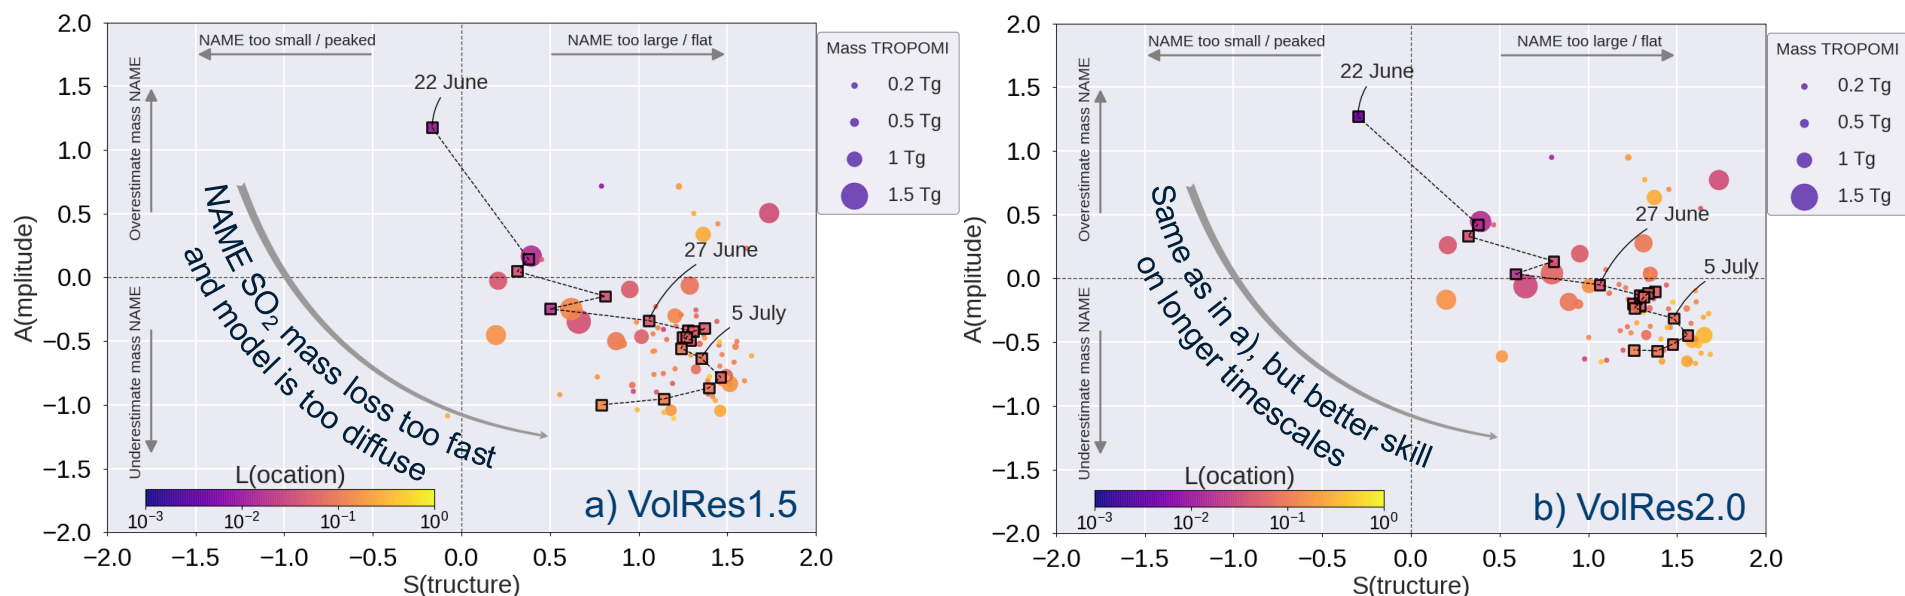 2.0
1.5
1.0
0.5
0.0
−0.5
−1.0
−1.5
−2.0
A(mplitude)
−2.0 −1.5 −1.0 −0.5 0.0 0.5 1.0 1.5 2.0
S(tructure)
NAME too small / peaked
NAME too large / flat
Overestimate mass NAME
Underestimate mass NAME
22 June
27 June
5 July
NAME SO2 mass loss too fast
and model is too diffuse
L(ocation)
10−3 10−2 10−1 100
a) VolRes1.5
Mass TROPOMI
0.2 Tg
0.5 Tg
1 Tg
1.5 Tg
2.0
1.5
1.0
0.5
0.0
−0.5
−1.0
−1.5
−2.0
A(mplitude)
−2.0 −1.5 −1.0 −0.5 0.0 0.5 1.0 1.5 2.0
S(tructure)
NAME too small / peaked
NAME too large / flat
Overestimate mass NAME
Underestimate mass NAME
22 June
27 June
5 July
Same as in a), but better skill
on longer timescales
L(ocation)
10−3 10−2 10−1 100
b) VolRes2.0
Mass TROPOMI
0.2 Tg
0.5 Tg
1 Tg
1.5 Tg